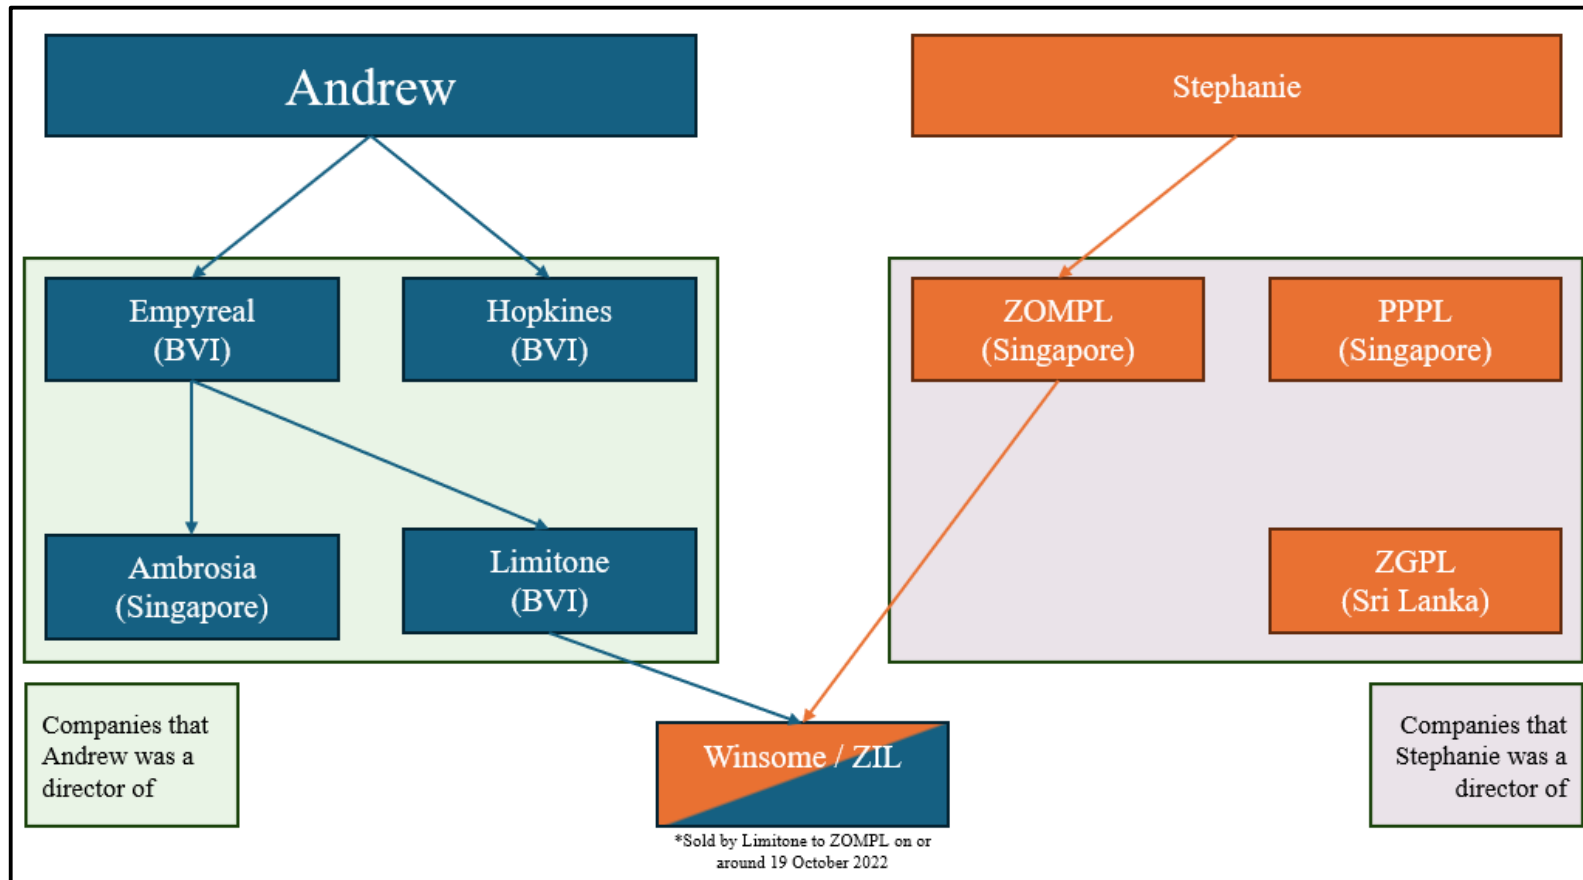 Andrew
Stephanie
Empyreal
(BVI)
Hopkines
(BVI)
ZOMPL
(Singapore)
PPPL
(Singapore)
Ambrosia
(Singapore)
Limitone
(BVI)
ZGPL
(Sri Lanka)
Companies that
Andrew was a
director of
Winsome / ZIL
*Sold by Limitone to ZOMPL on or
around 19 October 2022
Companies that
Stephanie was a
director of